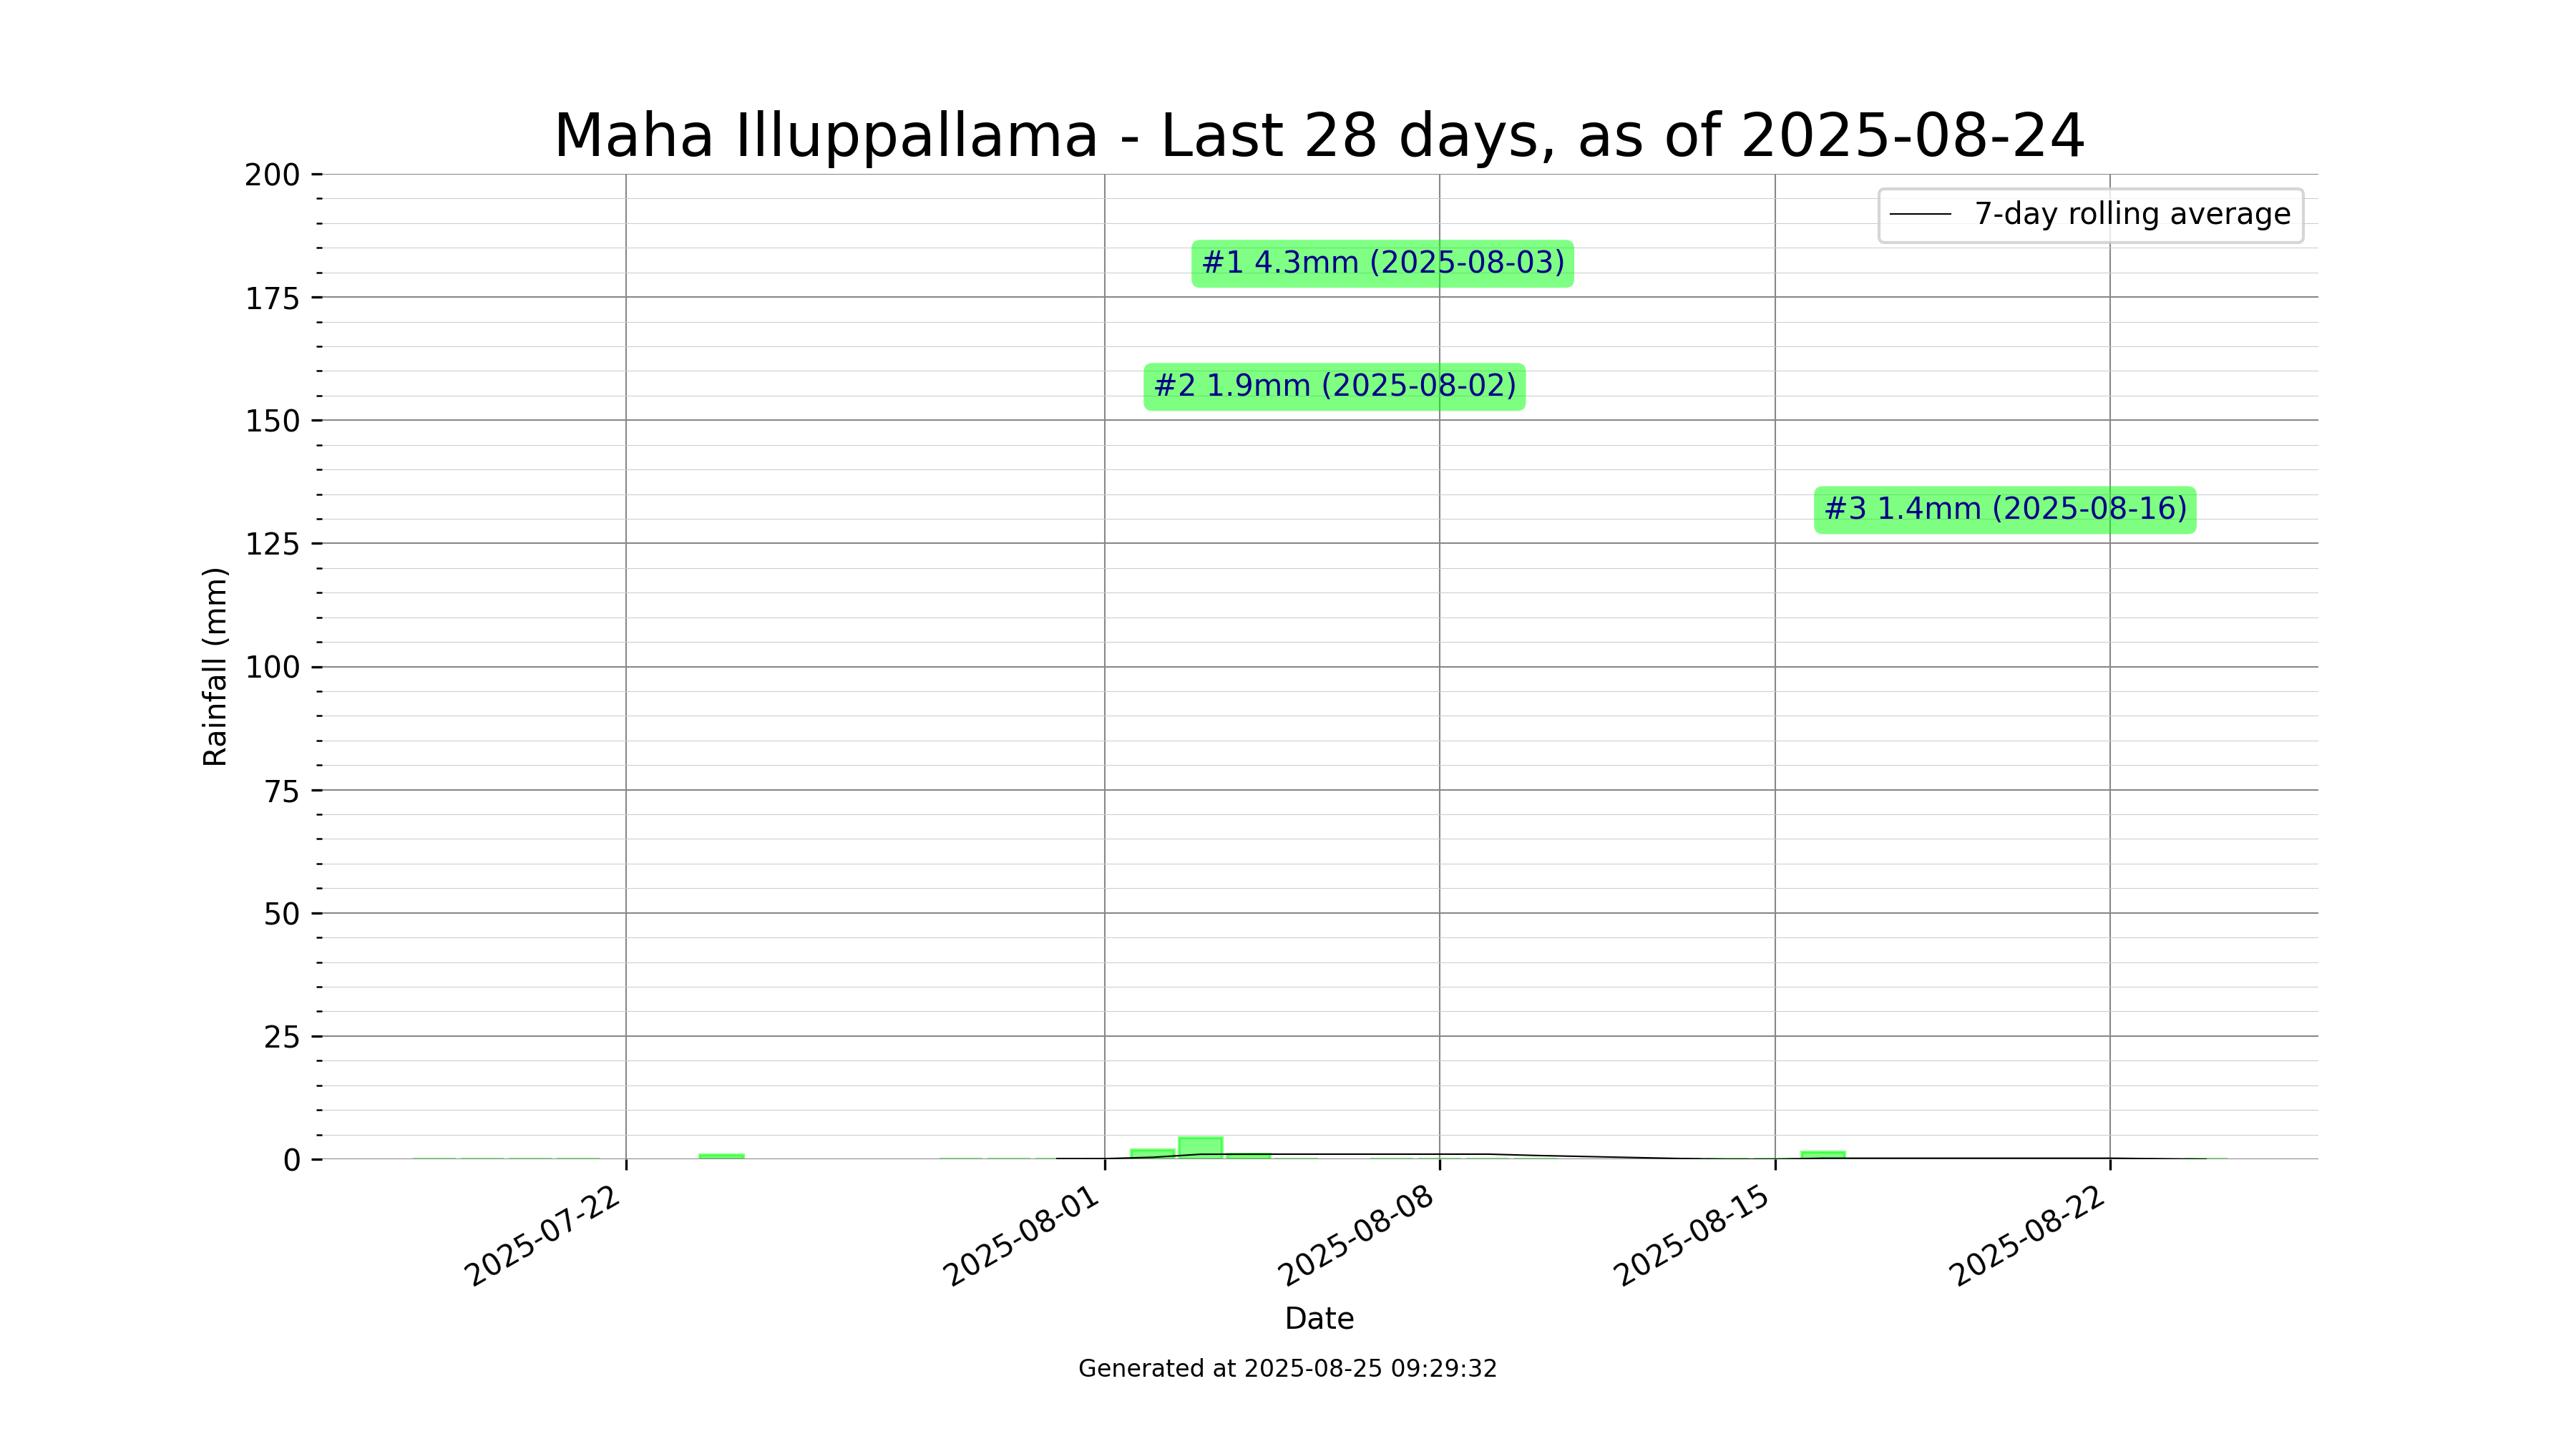 Maha Illuppallama - Last 28 days, as of 2025-08-24
7-day rolling average
#1 4.3mm (2025-08-03)
#2 1.9mm (2025-08-02)
#3 1.4mm (2025-08-16)
Rainfall (mm)
200
175
150
125
100
75
50
25
0
2025-07-22
2025-08-01
2025-08-08
2025-08-15
2025-08-22
Date
Generated at 2025-08-25 09:29:32